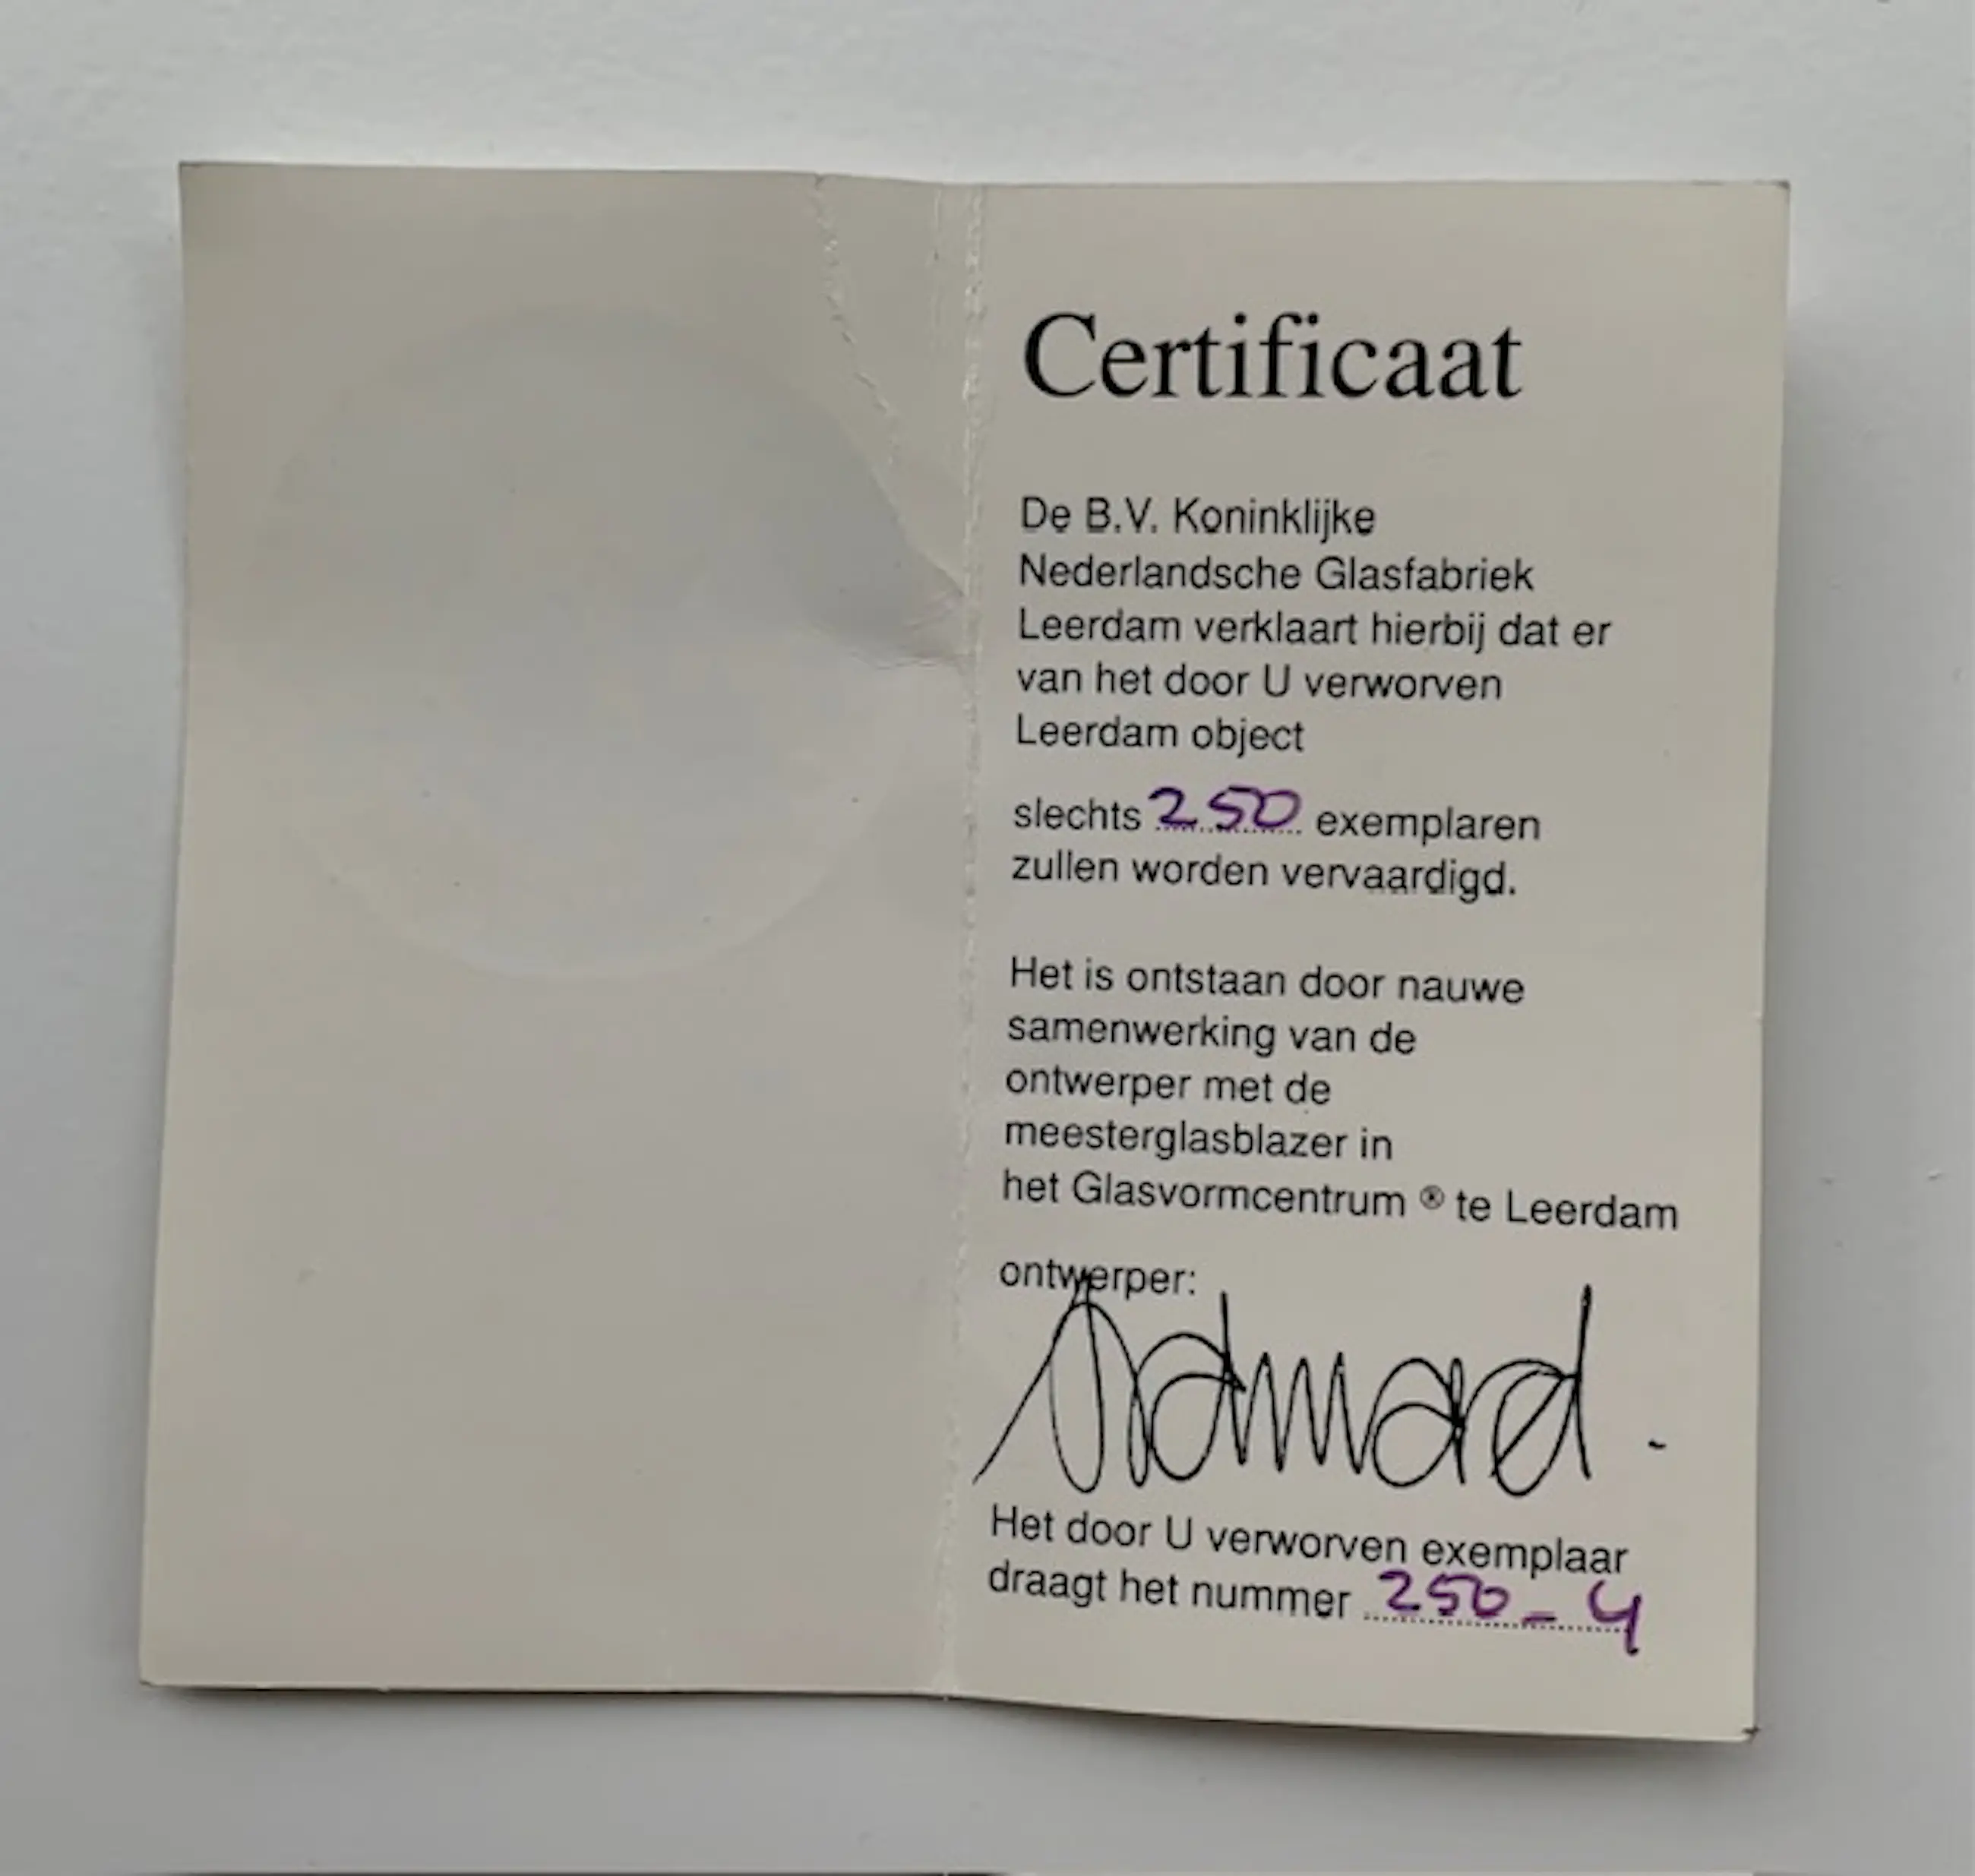 Certificaat
De B.V. Koninklijke
Nederlandsche Glasfabriek
Leerdam verklaart hierbij dat er
van het door U verworven
Leerdam object
slechts 250 exemplaren
zullen worden vervaardigd.
Het is ontstaan door nauwe
samenwerking van de
ontwerper met de
meesterglasblazer in
het Glasvormcentrum ® te Leerdam
ontwerper:
Het door U verworven exemplaar
draagt het nummer 250 - 4